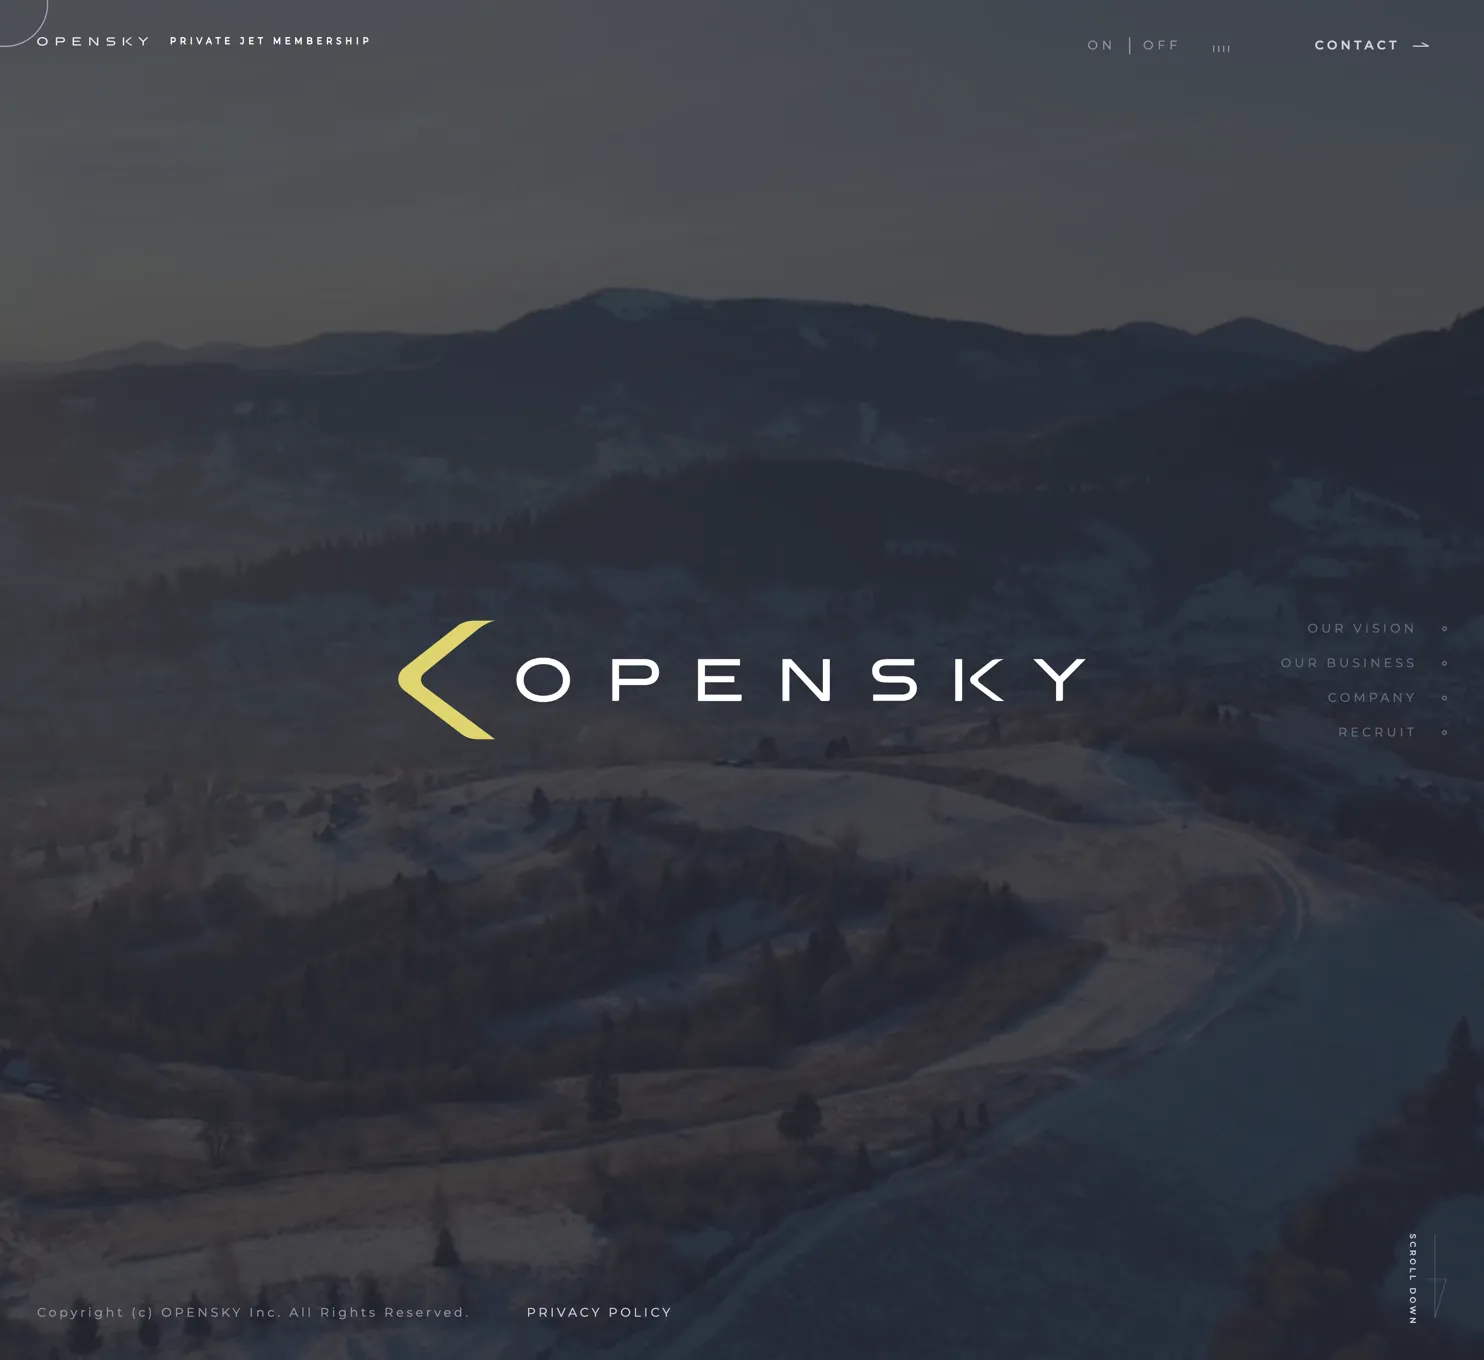 OPENSKY PRIVATE JET MEMBERSHIP
ON | OFF
CONTACT
OPENSKY
OUR VISION
OUR BUSINESS
COMPANY
RECRUIT
SCROLL DOWN
Copyright (c) OPENSKY Inc. All Rights Reserved.
PRIVACY POLICY